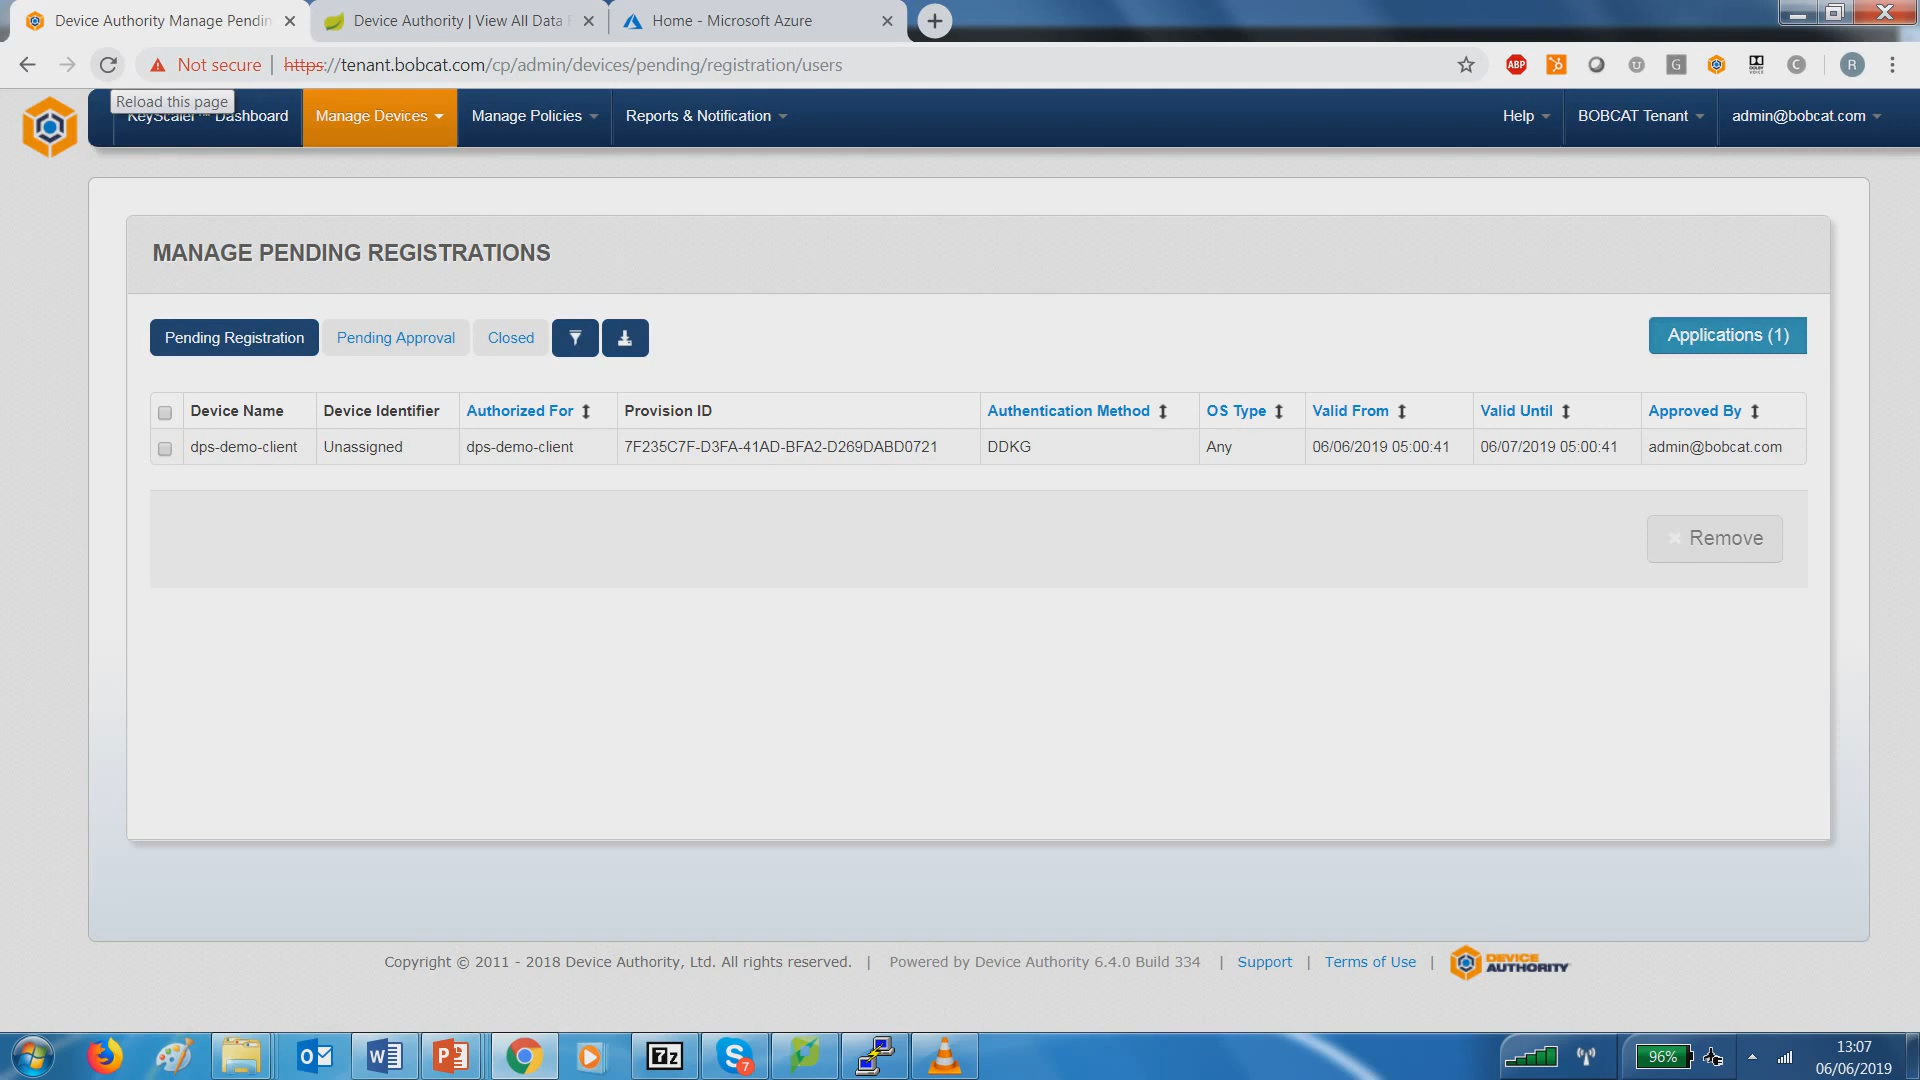 Device Authority Manage Pendin
Device Authority | View All Data
Home - Microsoft Azure
Not secure | https://tenant.bobcat.com/cp/admin/devices/pending/registration/users
ABP
G
C
R
Reload this page
KeyScaler™ Dashboard
Manage Devices
Manage Policies
Reports & Notification
Help
BOBCAT Tenant
admin@bobcat.com
MANAGE PENDING REGISTRATIONS
Pending Registration
Pending Approval
Closed
Applications (1)
Device Name Device Identifier Authorized For Provision ID Authentication Method OS Type Valid From Valid Until Approved By
dps-demo-client Unassigned dps-demo-client 7F235C7F-D3FA-41AD-BFA2-D269DABD0721 DDKG Any 06/06/2019 05:00:41 06/07/2019 05:00:41 admin@bobcat.com
Remove
Copyright © 2011 - 2018 Device Authority, Ltd. All rights reserved. | Powered by Device Authority 6.4.0 Build 334 | Support | Terms of Use |
DEVICE
AUTHORITY
7z
7
96%
13:07
06/06/2019